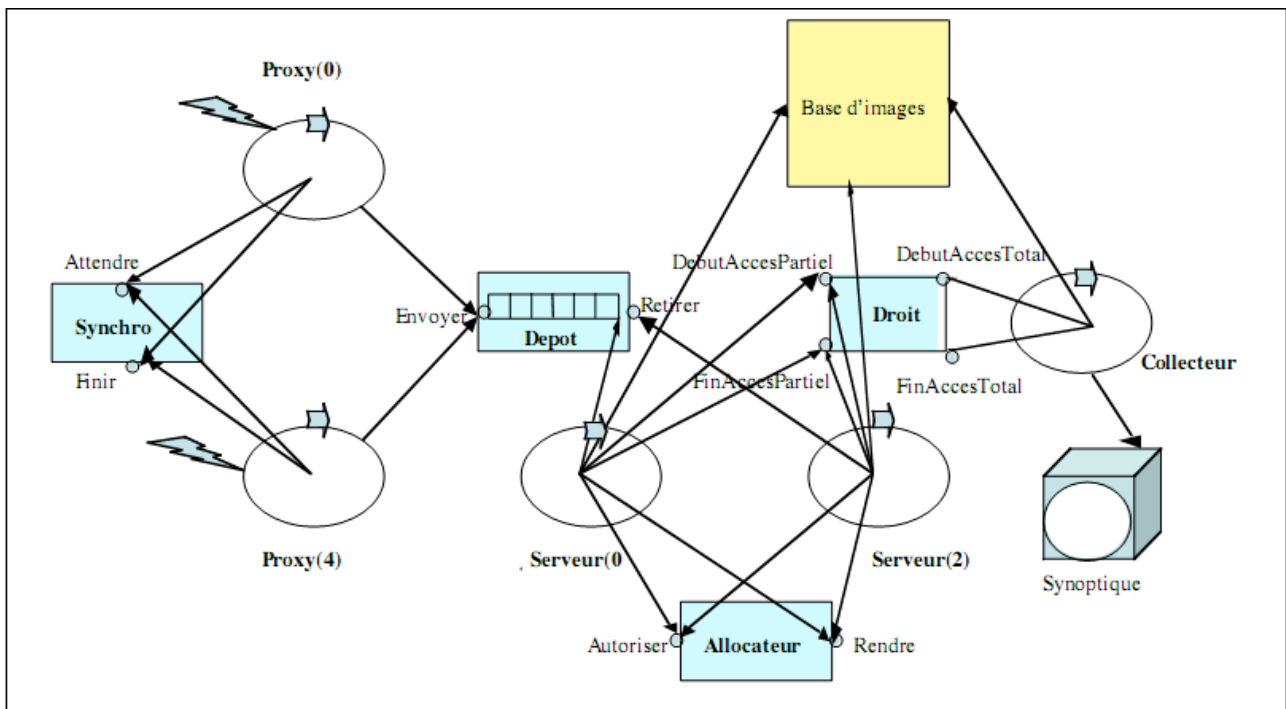 Proxy(0)
Base d'images
Attendre
DebutAccesPartiel
DebutAccesTotal
Envoyer
Retirer
Synchro
Depot
Droit
Collecteur
Finir
FinAccesPartiel
FinAccesTotal
Proxy(4)
Serveur(0
Serveur(2)
Synoptique
Autoriser
Allocateur
Rendre